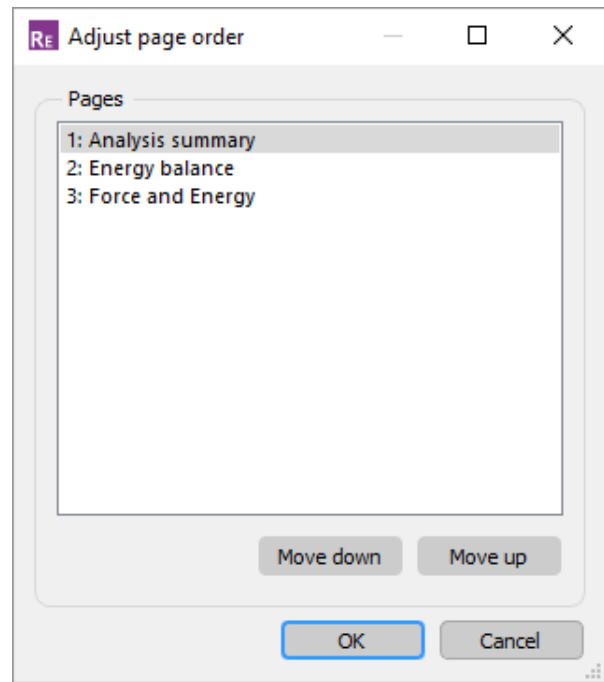 RE Adjust page order
Pages
1: Analysis summary
2: Energy balance
3: Force and Energy
Move down Move up
OK Cancel